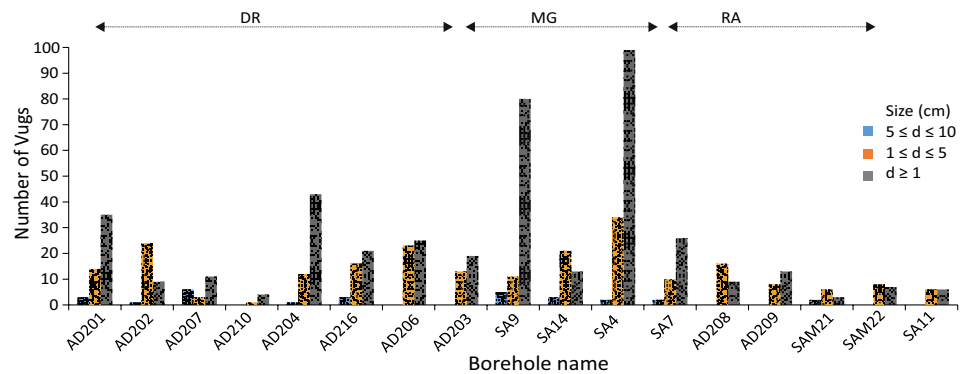 DR MG RA
100
90
80
70
60
50
40
30
20
10
0
Number of Vugs
Size (cm)
5 ≤ d ≤ 10
1 ≤ d ≤ 5
d ≥ 1
AD201 AD202 AD207 AD210 AD204 AD216 AD206 AD203 SA9 SA14 SA4 SA7 AD208 AD209 SAM21 SAM22 SA11
Borehole name